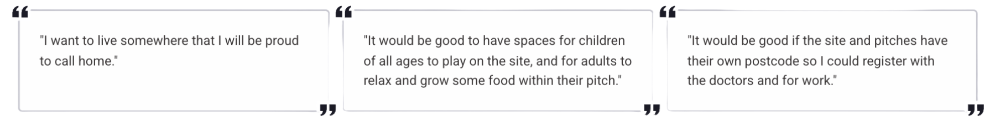 "I want to live somewhere that I will be proud
to call home."
"It would be good to have spaces for children
of all ages to play on the site, and for adults to
relax and grow some food within their pitch."
"It would be good if the site and pitches have
their own postcode so I could register with
the doctors and for work."